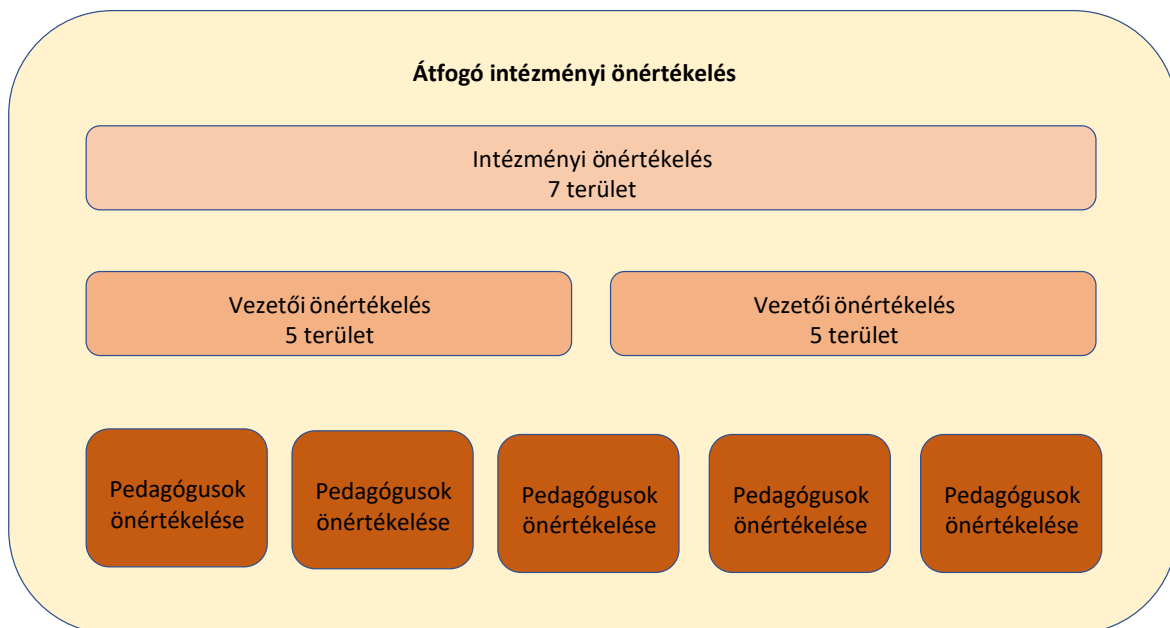 Átfogó intézményi önértékelés
Intézményi önértékelés
7 terület
Vezetői önértékelés
5 terület
Vezetői önértékelés
5 terület
Pedagógusok
önértékelése
Pedagógusok
önértékelése
Pedagógusok
önértékelése
Pedagógusok
önértékelése
Pedagógusok
önértékelése